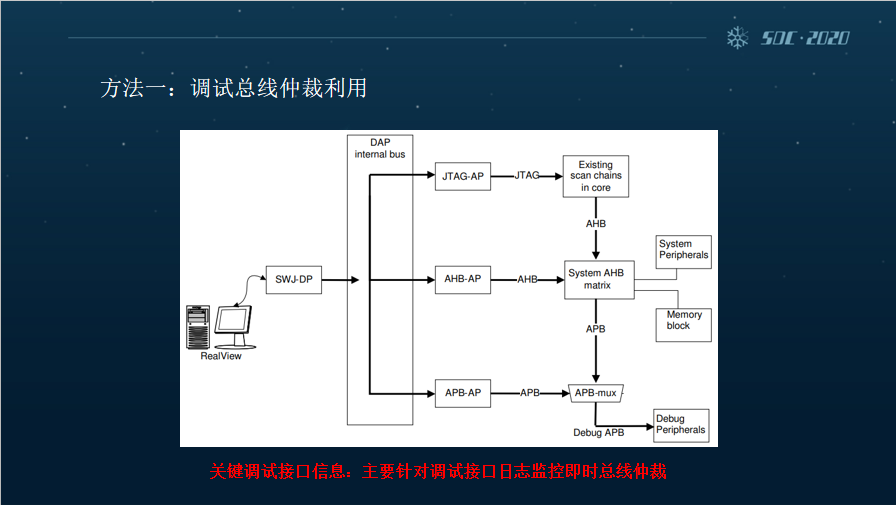 SDC·2020
方法一：调试总线仲裁利用
DAP
internal bus
JTAG-AP
JTAG
Existing
scan chains
in core
AHB
System
Peripherals
SWJ-DP
AHB-AP
AHB
System AHB
matrix
Memory
block
RealView
APB
APB-AP
APB
APB-mux
Debug APB
Debug
Peripherals
关键调试接口信息：主要针对调试接口日志监控即时总线仲裁